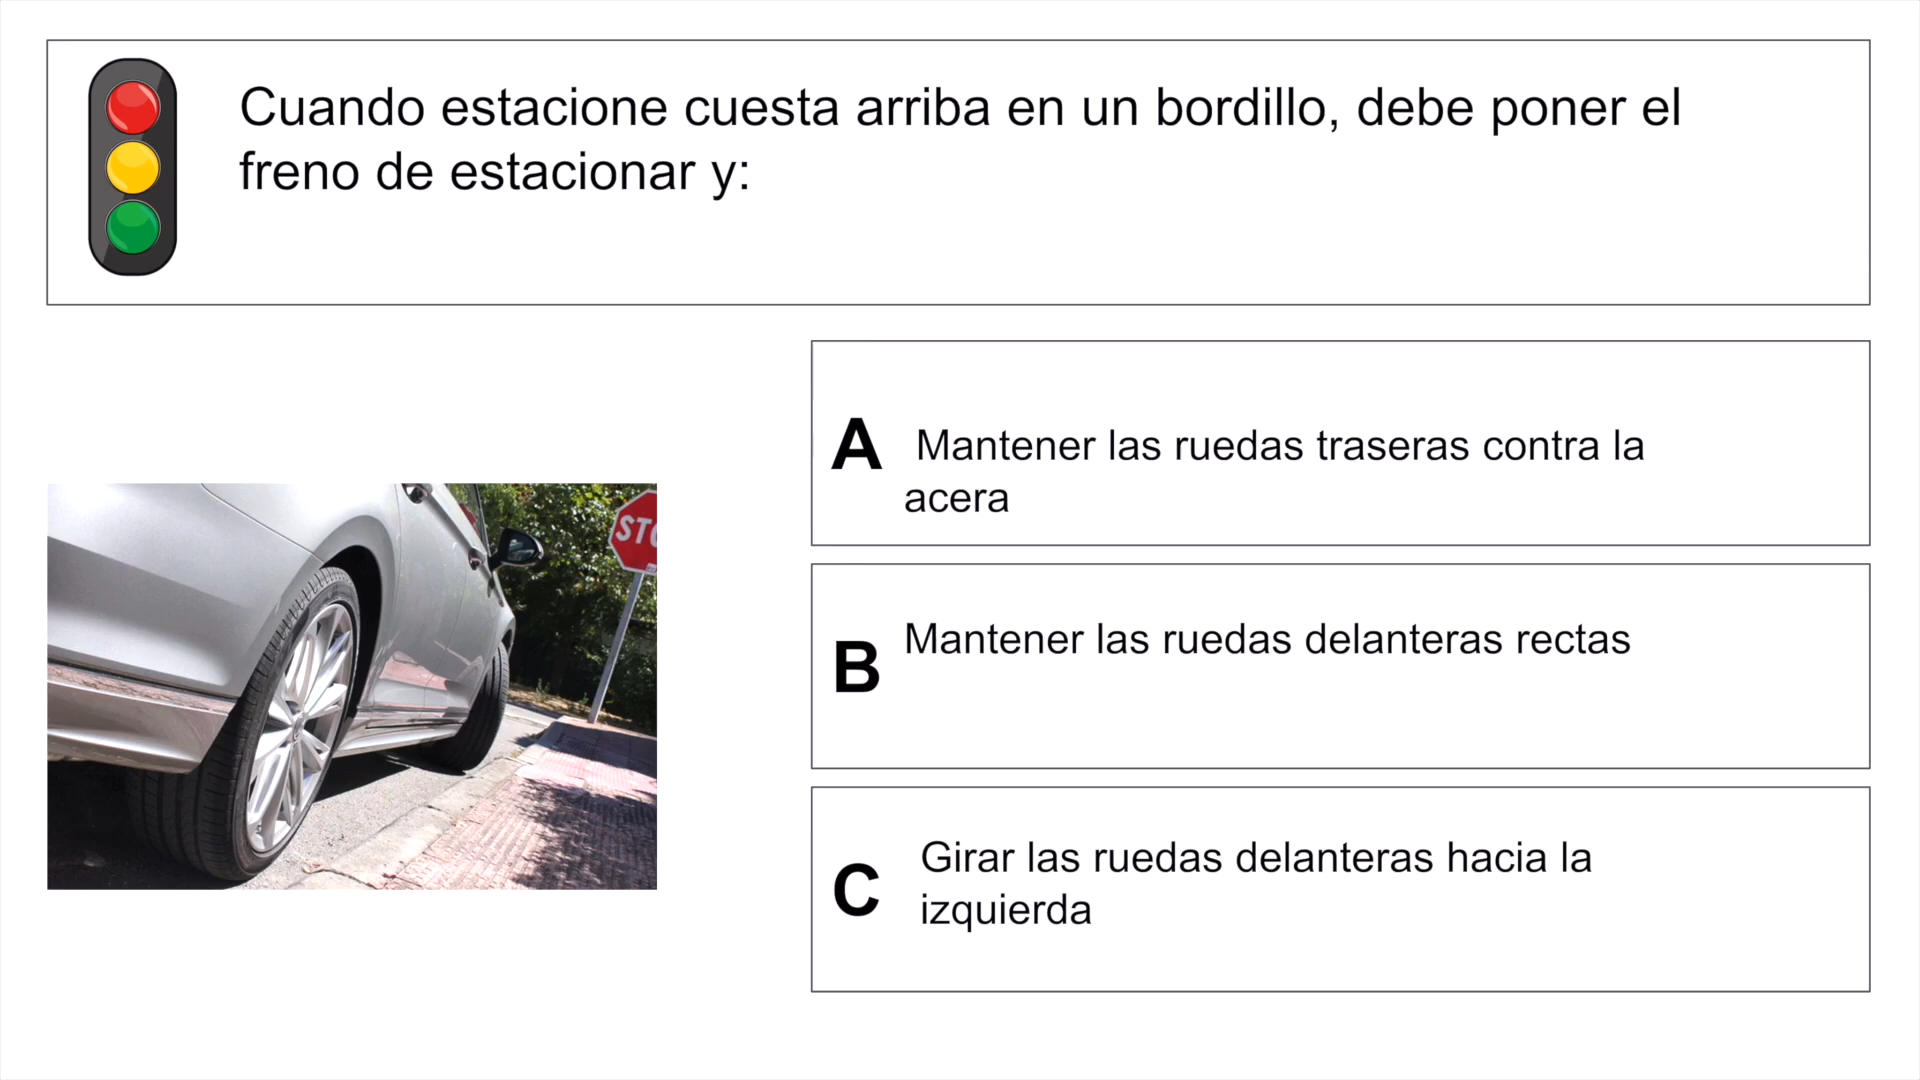 Cuando estacione cuesta arriba en un bordillo, debe poner el
freno de estacionar y:
A Mantener las ruedas traseras contra la
acera
B Mantener las ruedas delanteras rectas
C Girar las ruedas delanteras hacia la
izquierda